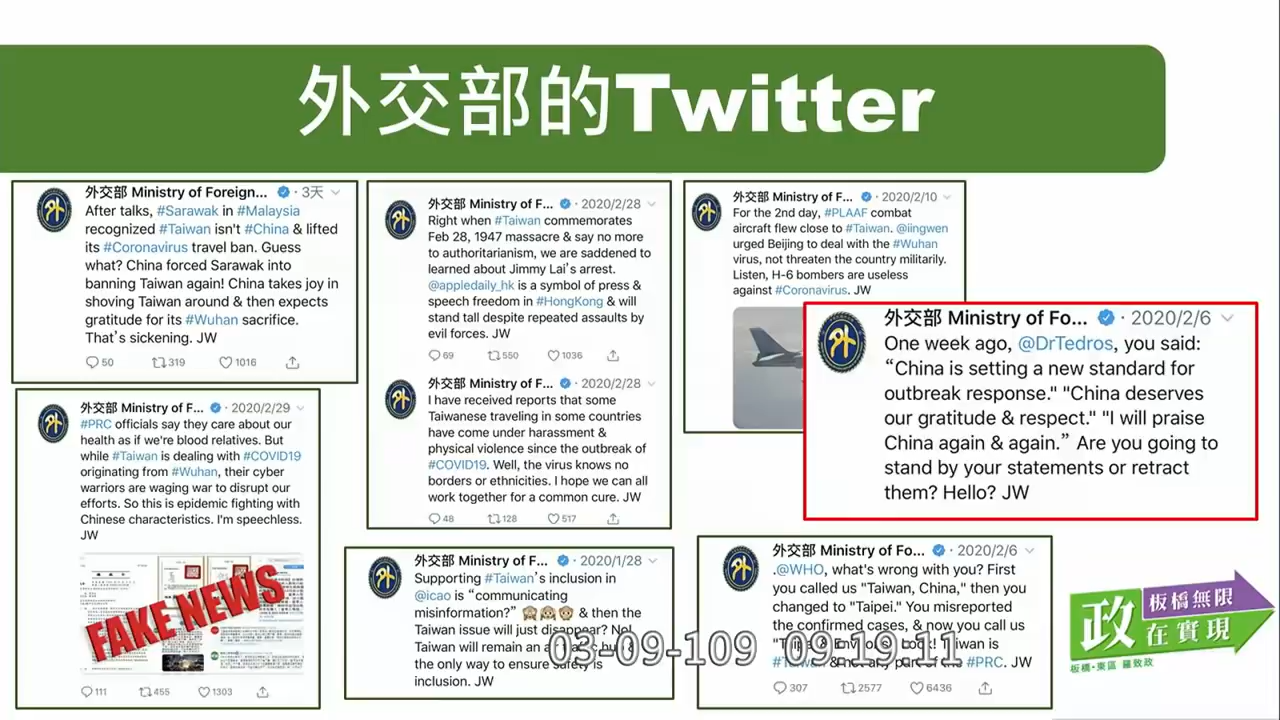 外交部的Twitter
外交部 Ministry of Foreign... · 3天
After talks, #Sarawak in #Malaysia
recognized #Taiwan isn't #China & lifted
its #Coronavirus travel ban. Guess
what? China forced Sarawak into
banning Taiwan again! China takes joy in
shoving Taiwan around & then expects
gratitude for its #Wuhan sacrifice.
That's sickening. JW
50 319 1016
外交部 Ministry of F... · 2020/2/29
#PRC officials say they care about our
health as if we're blood relatives. But
while #Taiwan is dealing with #COVID19
originating from #Wuhan, their cyber
warriors are waging war to disrupt our
efforts. So this is epidemic fighting with
Chinese characteristics. I'm speechless.
JW
FAKE NEWS
111 455 1303
外交部 Ministry of F... · 2020/2/28
Right when #Taiwan commemorates
Feb 28, 1947 massacre & say no more
to authoritarianism, we are saddened to
learned about Jimmy Lai's arrest.
@appledaily_hk is a symbol of press &
speech freedom in #HongKong & will
stand tall despite repeated assaults by
evil forces. JW
69 550 1036
外交部 Ministry of F... · 2020/2/28
I have received reports that some
Taiwanese traveling in some countries
have come under harassment &
physical violence since the outbreak of
#COVID19. Well, the virus knows no
borders or ethnicities. I hope we can all
work together for a common cure. JW
48 128 517
外交部 Ministry of F... · 2020/1/28
Supporting #Taiwan's inclusion in
@icao is “communicating
misinformation?” 🙈🙉🙊 & then the
Taiwan issue will just disappear? No!
Taiwan will remain an
the only way to ensure safety is
inclusion. JW
外交部 Ministry of F... · 2020/2/10
For the 2nd day, #PLAAF combat
aircraft flew close to #Taiwan. @iingwen
urged Beijing to deal with the #Wuhan
virus, not threaten the country militarily.
Listen, H-6 bombers are useless
against #Coronavirus. JW
外交部 Ministry of Fo... · 2020/2/6
One week ago, @DrTedros, you said:
“China is setting a new standard for
outbreak response." "China deserves
our gratitude & respect." "I will praise
China again & again.” Are you going to
stand by your statements or retract
them? Hello? JW
外交部 Ministry of Fo... · 2020/2/6
.@WHO, what's wrong with you? First
you called us "Taiwan, China," then you
changed to "Taipei." You misreported
the confirmed cases, & now you call us
is
#PRC. JW
307 2577 6436
03-09-109 09:19:11
政在實現
板橋無限
板橋·東區 羅致政